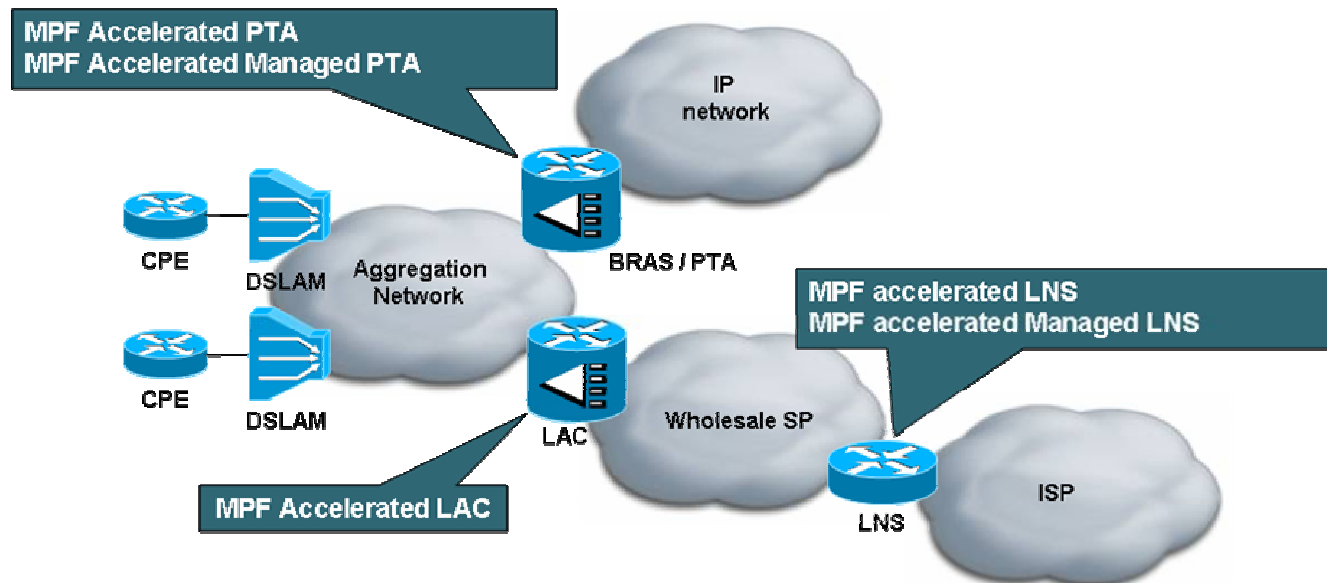 MPF Accelerated PTA
MPF Accelerated Managed PTA
IP
network
CPE
DSLAM
Aggregation
Network
BRAS / PTA
MPF accelerated LNS
MPF accelerated Managed LNS
CPE
DSLAM
LAC
Wholesale SP
MPF Accelerated LAC
LNS
ISP